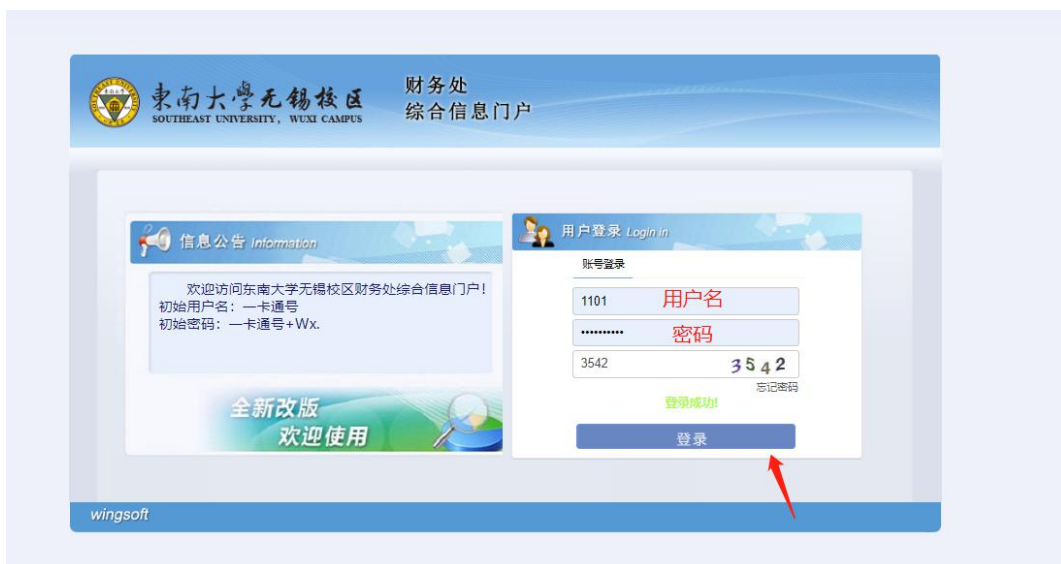 東南大學无锡校区
SOUTHEAST UNIVERSITY, WUXI CAMPUS
财务处
综合信息门户
信息公告 Information
欢迎访问东南大学无锡校区财务处综合信息门户!
初始用户名：一卡通号
初始密码：一卡通号+Wx.
全新改版
欢迎使用
用户登录 Login in
账号登录
1101 用户名
•••••••••• 密码
3542 3542
忘记密码
登录成功!
登录
wingsoft